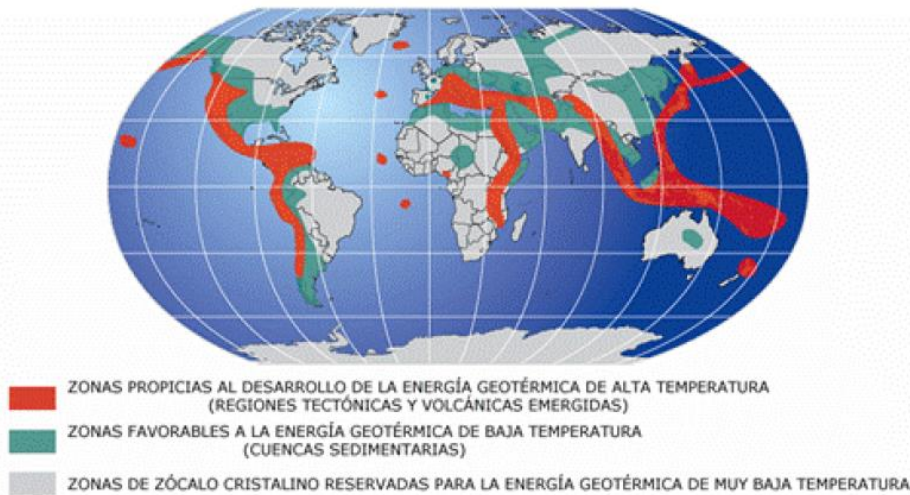 ZONAS PROPICIAS AL DESARROLLO DE LA ENERGÍA GEOTÉRMICA DE ALTA TEMPERATURA
(REGIONES TECTÓNICAS Y VOLCÁNICAS EMERGIDAS)
ZONAS FAVORABLES A LA ENERGÍA GEOTÉRMICA DE BAJA TEMPERATURA
(CUENCAS SEDIMENTARIAS)
ZONAS DE ZÓCALO CRISTALINO RESERVADAS PARA LA ENERGÍA GEOTÉRMICA DE MUY BAJA TEMPERATURA